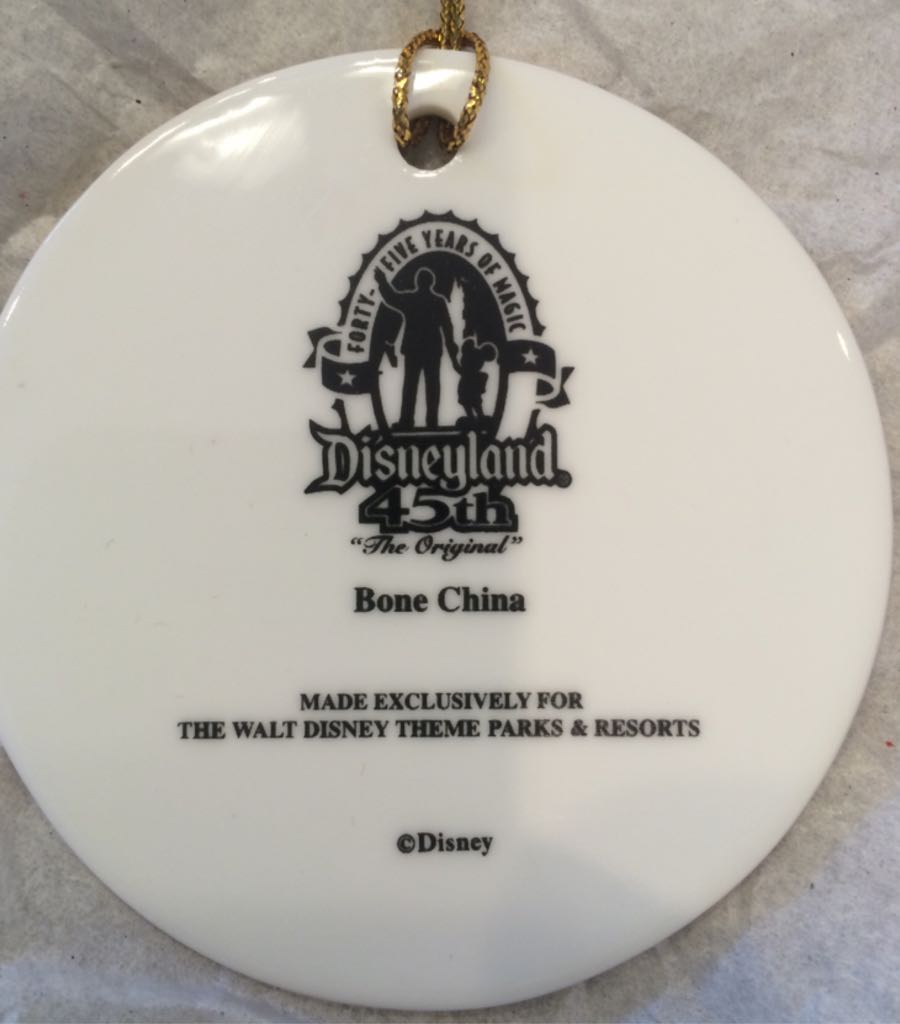 FORTY-FIVE YEARS OF MAGIC
Disneyland
45th
“The Original”
Bone China
MADE EXCLUSIVELY FOR
THE WALT DISNEY THEME PARKS & RESORTS
©Disney